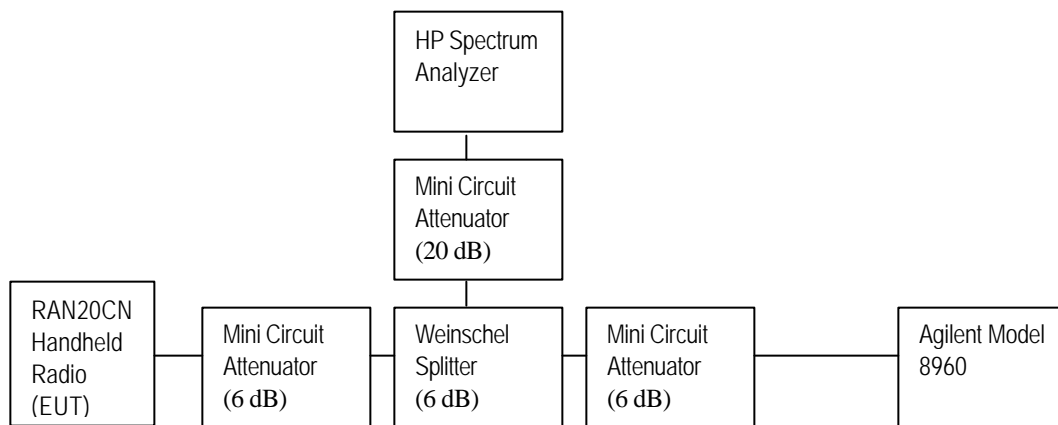 HP Spectrum
Analyzer
Mini Circuit
Attenuator
(20 dB)
RAN20CN
Handheld
Radio
(EUT)
Mini Circuit
Attenuator
(6 dB)
Weinschel
Splitter
(6 dB)
Mini Circuit
Attenuator
(6 dB)
Agilent Model
8960